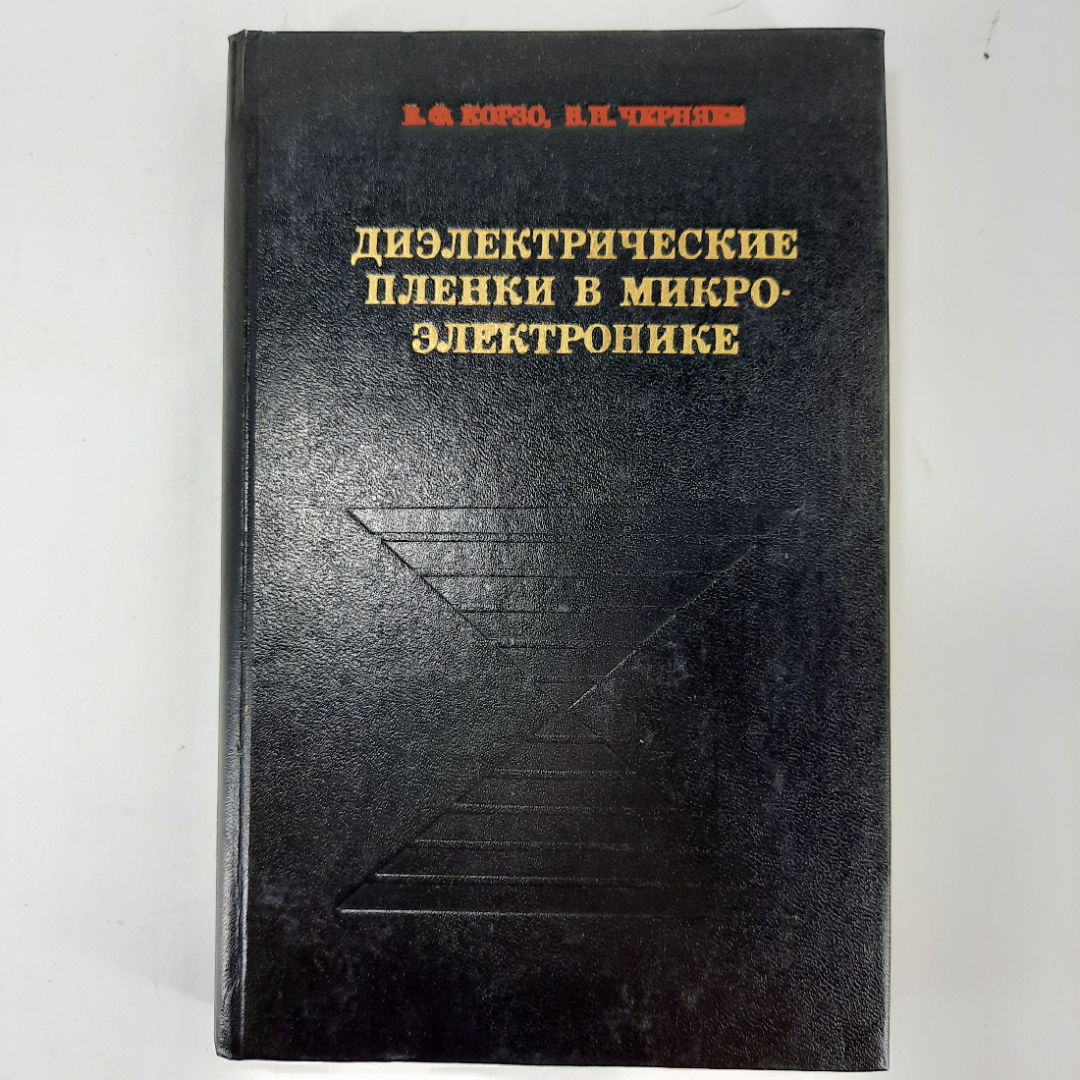 В. Ф. КОРЗО, В. Н. ЧЕРНЯЕВ
ДИЭЛЕКТРИЧЕСКИЕ
ПЛЕНКИ В МИКРО-
ЭЛЕКТРОНИКЕ